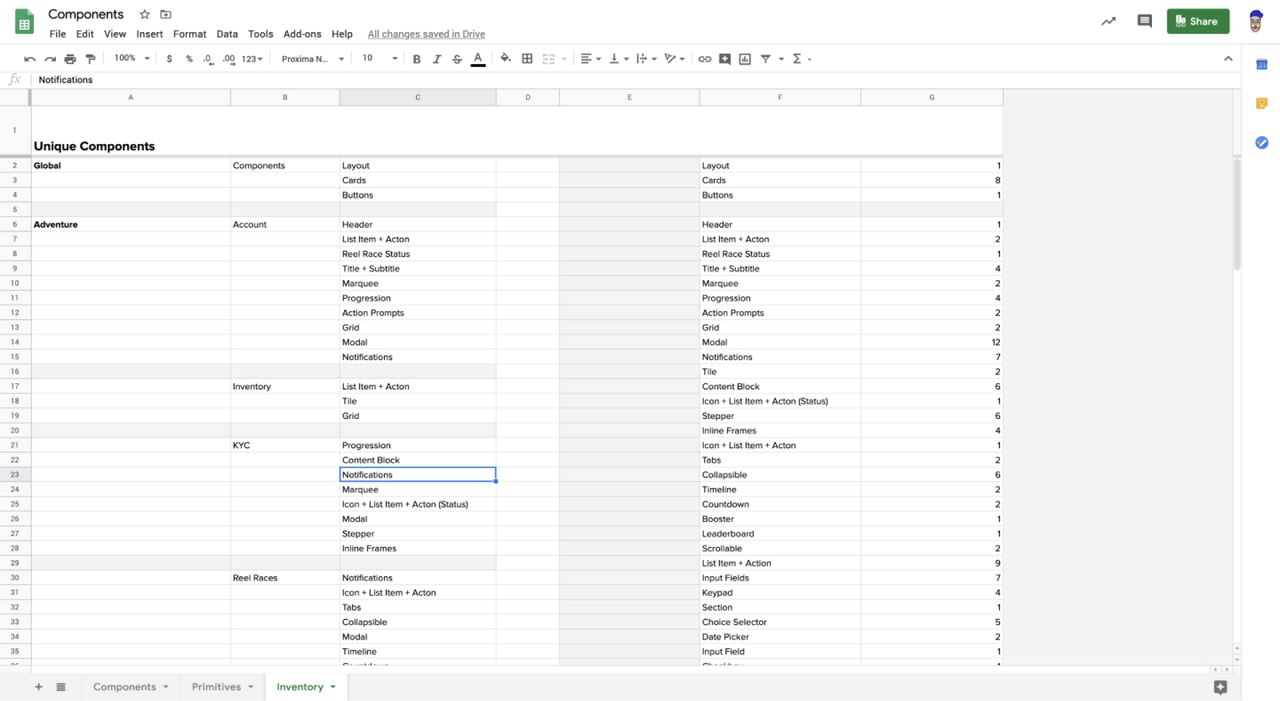 Components
File Edit View Insert Format Data Tools Add-ons Help All changes saved in Drive
Share
100% $ % .0 .00 123 Proxima N... 10 B I S A Σ
fx Notifications
A B C D E F G
1 Unique Components
2 Global Components Layout Layout 1
3 Cards Cards 8
4 Buttons Buttons 1
5
6 Adventure Account Header Header 1
7 List Item + Acton List Item + Acton 2
8 Reel Race Status Reel Race Status 1
9 Title + Subtitle Title + Subtitle 4
10 Marquee Marquee 2
11 Progression Progression 4
12 Action Prompts Action Prompts 2
13 Grid Grid 2
14 Modal Modal 12
15 Notifications Notifications 7
16 Tile 2
17 Inventory List Item + Acton Content Block 6
18 Tile Icon + List Item + Acton (Status) 1
19 Grid Stepper 6
20 Inline Frames 4
21 KYC Progression Icon + List Item + Acton 1
22 Content Block Tabs 2
23 Notifications Collapsible 6
24 Marquee Timeline 2
25 Icon + List Item + Acton (Status) Countdown 2
26 Modal Booster 1
27 Stepper Leaderboard 1
28 Inline Frames Scrollable 2
29 List Item + Action 9
30 Reel Races Notifications Input Fields 7
31 Icon + List Item + Acton Keypad 4
32 Tabs Section 1
33 Collapsible Choice Selector 5
34 Modal Date Picker 2
35 Timeline Input Field 1
Components Primitives Inventory